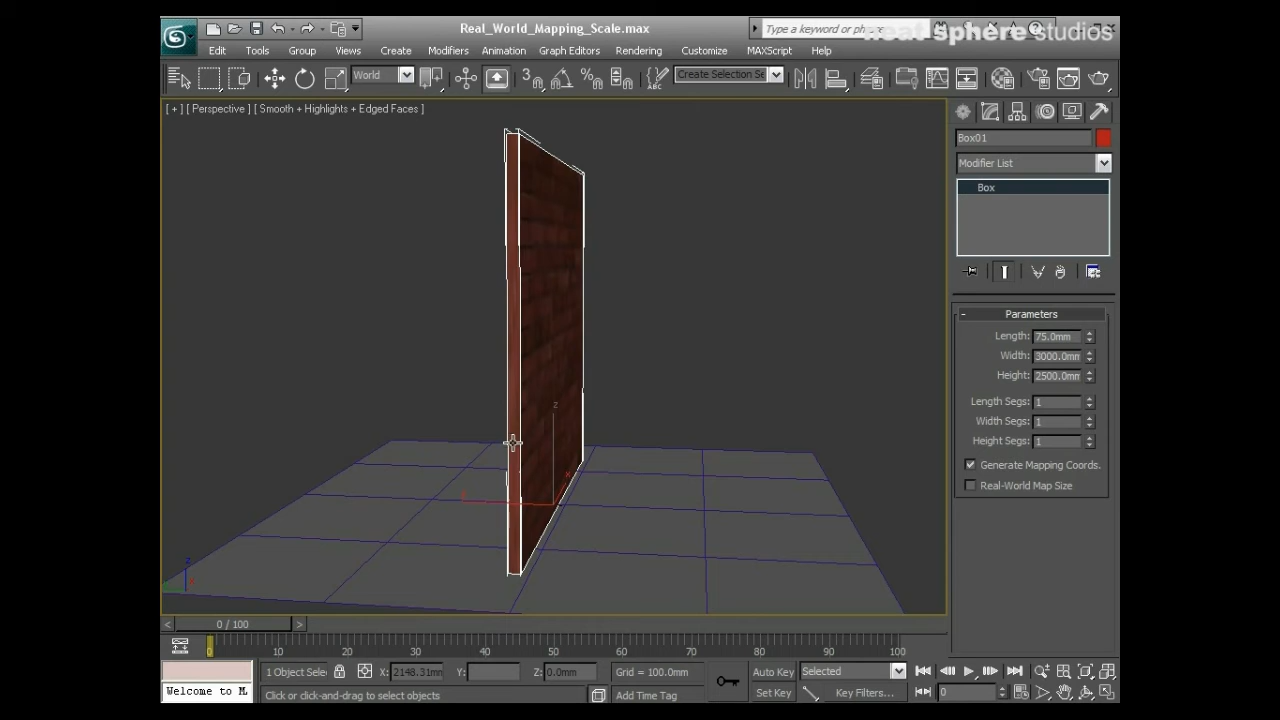 Real_World_Mapping_Scale.max
Type a keyword or phrase
sphere studios
Edit Tools Group Views Create Modifiers Animation Graph Editors Rendering Customize MAXScript Help
World
3
%
ABC
Create Selection Se
[ + ] [ Perspective ] [ Smooth + Highlights + Edged Faces ]
Box01
Modifier List
Box
- Parameters
Length: 75.0mm
Width: 3000.0mm
Height: 2500.0mm
Length Segs: 1
Width Segs: 1
Height Segs: 1
Generate Mapping Coords.
Real-World Map Size
z
x
z
< 0 / 100 >
0 10 20 30 40 50 60 70 80 90 100
1 Object Sele X: 2148.31mm Y: Z: 0.0mm Grid = 100.0mm Auto Key Selected
Welcome to M Click or click-and-drag to select objects Add Time Tag Set Key Key Filters... 0